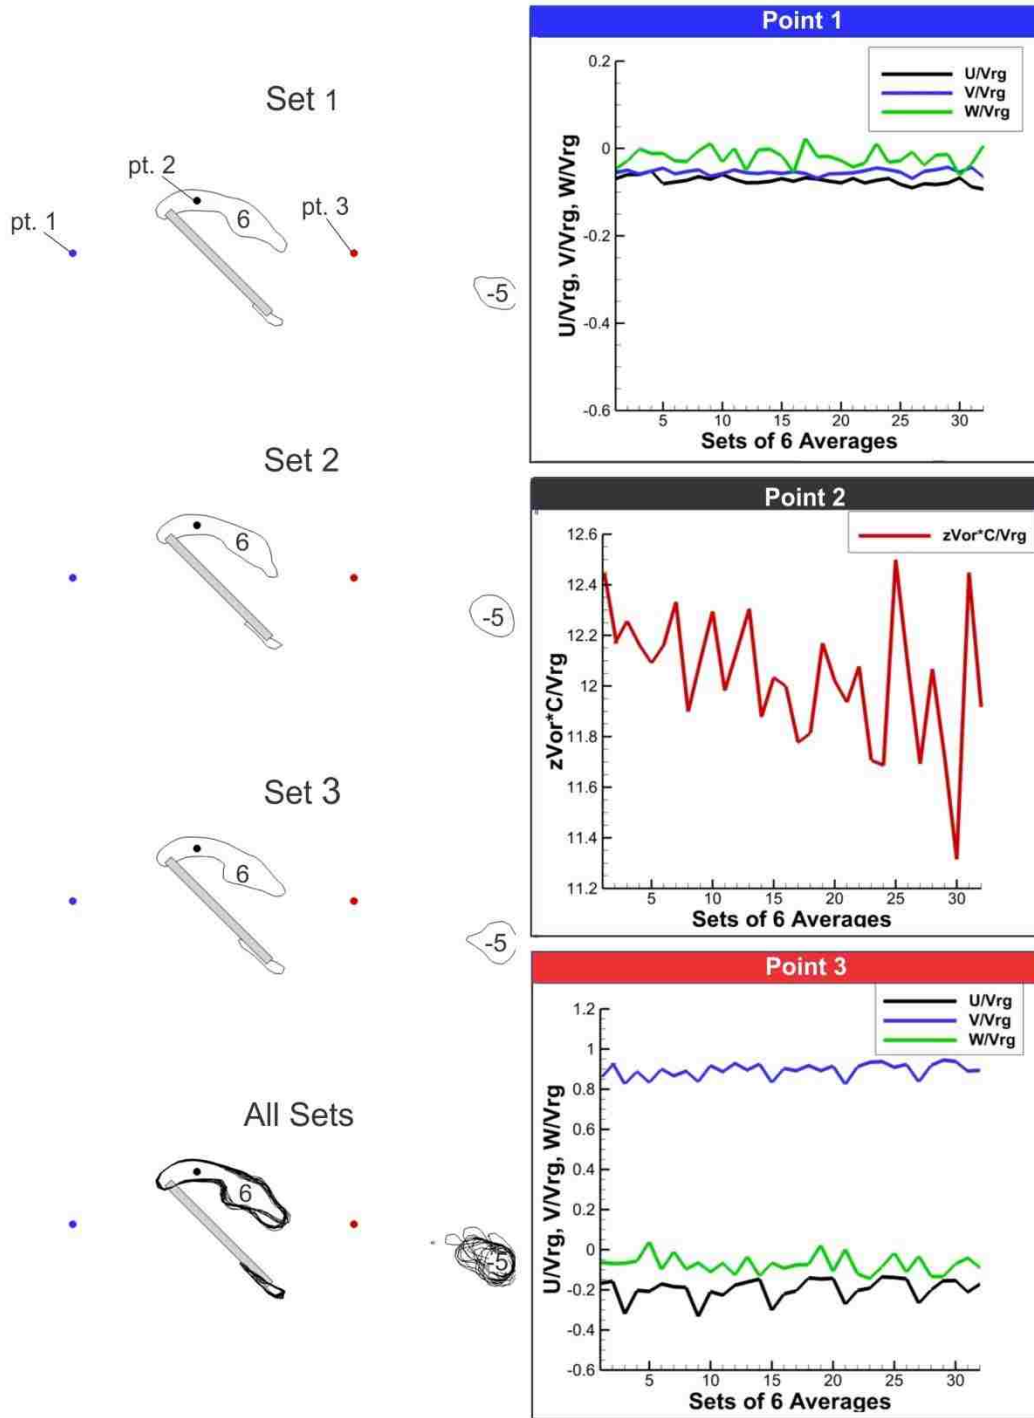 Set 1
pt. 2
6
pt. 3
pt. 1
-5
Set 2
6
-5
Set 3
6
-5
All Sets
6
-5
Point 1
U/Vrg
V/Vrg
W/Vrg
0.2
0
-0.2
-0.4
-0.6
U/Vrg, V/Vrg, W/Vrg
5 10 15 20 25 30
Sets of 6 Averages
Point 2
zVor*C/Vrg
12.6
12.4
12.2
12
11.8
11.6
11.4
11.2
zVor*C/Vrg
5 10 15 20 25 30
Sets of 6 Averages
Point 3
U/Vrg
V/Vrg
W/Vrg
1.2
1
0.8
0.6
0.4
0.2
0
-0.2
-0.4
-0.6
U/Vrg, V/Vrg, W/Vrg
5 10 15 20 25 30
Sets of 6 Averages